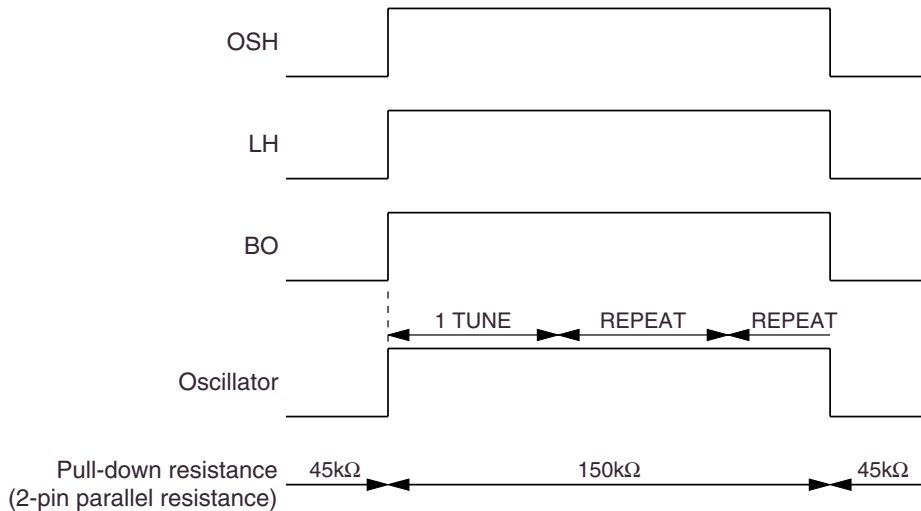 OSH
LH
BO
1 TUNE REPEAT REPEAT
Oscillator
Pull-down resistance
(2-pin parallel resistance)
45kΩ 150kΩ 45kΩ